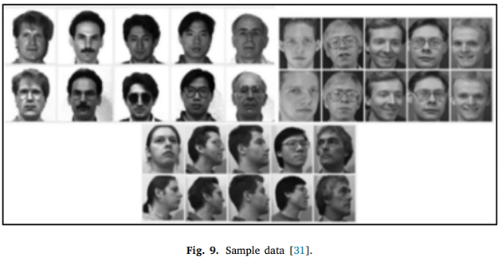 Fig. 9. Sample data [31].